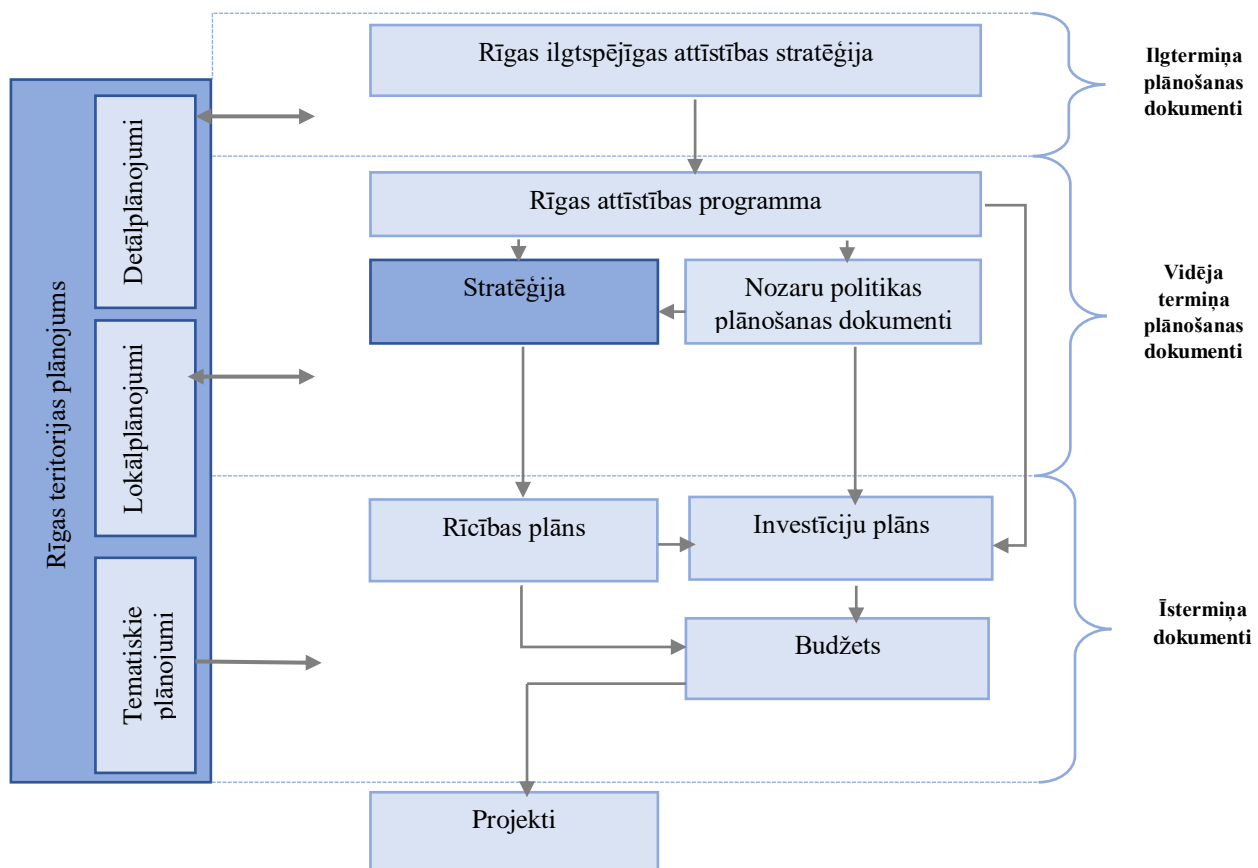 Rīgas ilgtspējīgas attīstības stratēģija
Ilgtermiņa
plānošanas
dokumenti
Rīgas teritorijas plānojums
Detālplānojumi
Lokālplānojumi
Tematiskie
plānojumi
Rīgas attīstības programma
Stratēģija
Nozaru politikas
plānošanas dokumenti
Vidēja
termiņa
plānošanas
dokumenti
Rīcības plāns
Investīciju plāns
Budžets
Īstermiņa
dokumenti
Projekti